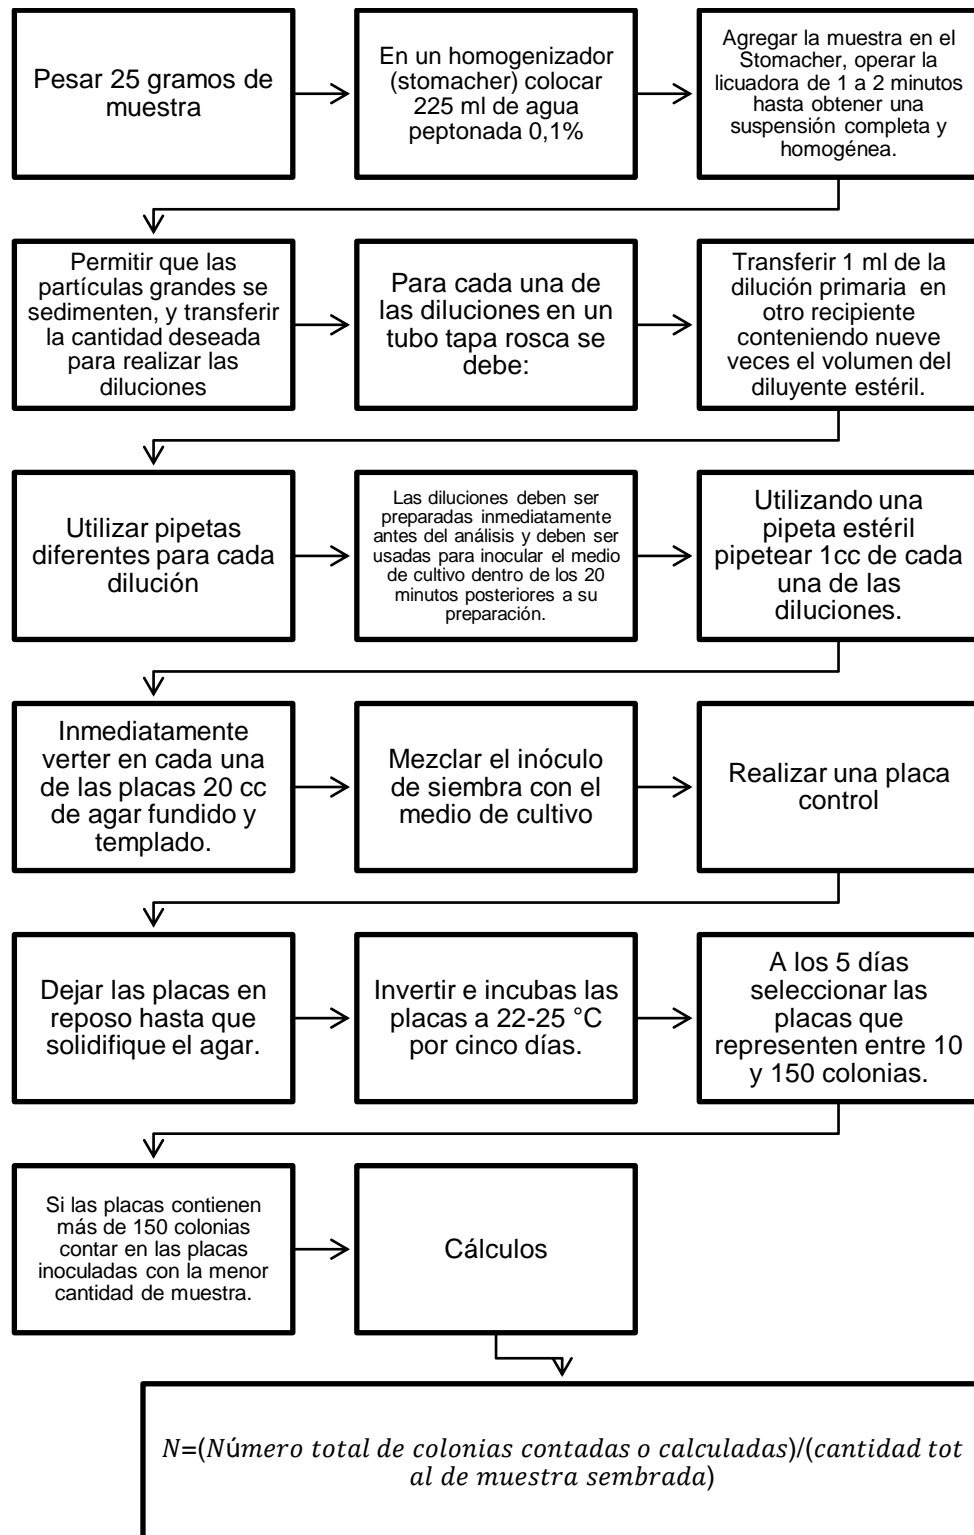 Pesar 25 gramos de
muestra
En un homogenizador
(stomacher) colocar
225 ml de agua
peptonada 0,1%
Agregar la muestra en el
Stomacher, operar la
licuadora de 1 a 2 minutos
hasta obtener una
suspensión completa y
homogénea.
Permitir que las
partículas grandes se
sedimenten, y transferir
la cantidad deseada
para realizar las
diluciones
Para cada una de
las diluciones en un
tubo tapa rosca se
debe:
Transferir 1 ml de la
dilución primaria en
otro recipiente
conteniendo nueve
veces el volumen del
diluyente estéril.
Utilizar pipetas
diferentes para cada
dilución
Las diluciones deben ser
preparadas inmediatamente
antes del análisis y deben ser
usadas para inocular el medio
de cultivo dentro de los 20
minutos posteriores a su
preparación.
Utilizando una
pipeta estéril
pipetear 1cc de cada
una de las
diluciones.
Inmediatamente
verter en cada una
de las placas 20 cc
de agar fundido y
templado.
Mezclar el inóculo
de siembra con el
medio de cultivo
Realizar una placa
control
Dejar las placas en
reposo hasta que
solidifique el agar.
Invertir e incubas las
placas a 22-25 °C
por cinco días.
A los 5 días
seleccionar las
placas que
representen entre 10
y 150 colonias.
Si las placas contienen
más de 150 colonias
contar en las placas
inoculadas con la menor
cantidad de muestra.
Cálculos
N=(Número total de colonias contadas o calculadas)/(cantidad tot
al de muestra sembrada)